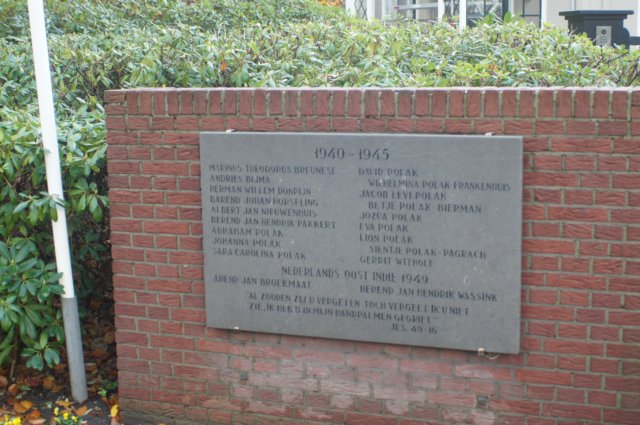 1940-1945
MARINUS THEODORUS BREUNESE
ANDRIES BIJMA
HERMAN WILLEM DONPIJN
BAREND JOHAN HORSELING
ALBERT JAN NIEUWENHUIS
BEREND JAN HENDRIK PAKKERT
ABRAHAM POLAK
JOHANNA POLAK
SARA CAROLINA POLAK
DAVID POLAK
WILHELMINA POLAK-FRANKENHUIS
JACOB LEVI POLAK
BETJE POLAK-BIERMAN
JOZUA POLAK
EVA POLAK
LION POLAK
SIENTJE POLAK-PAGRACH
GERRIT WITHOLT
NEDERLANDS OOST INDIE 1949
AREND JAN BROEKMAAT
BEREND JAN HENDRIK WASSINK
"AL ZOUDEN ZIJ U VERGETEN TOCH VERGEET IK U NIET
ZIE, IK HEB U IN MIJN HANDPALMEN GEGRIFT"
JES. 49-16